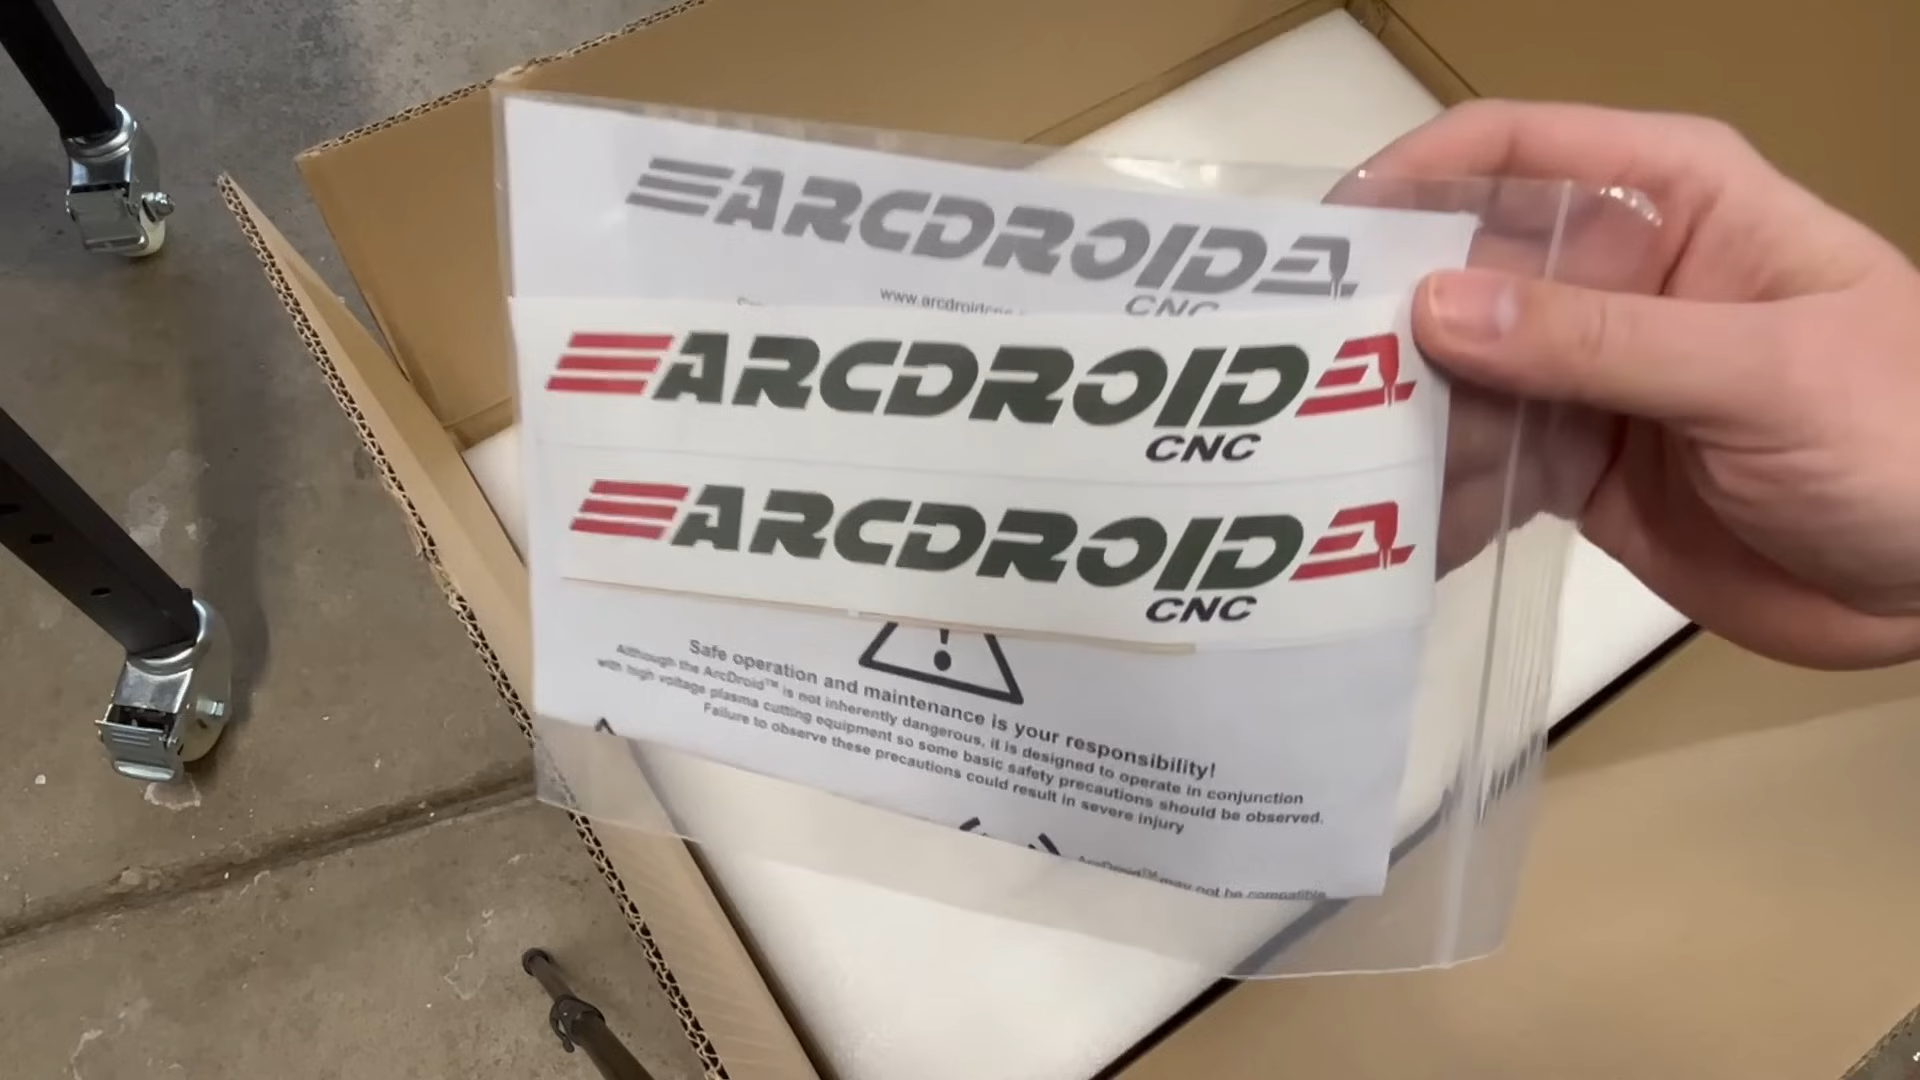 ARCDROID
CNC
ARCDROID
CNC
ARCDROID
CNC
Safe operation and maintenance is your responsibility!
Although the ArcDroid™ is not inherently dangerous, it is designed to operate in conjunction
with high voltage plasma cutting equipment so some basic safety precautions should be observed.
Failure to observe these precautions could result in severe injury
ArcDroid™ may not be compatible